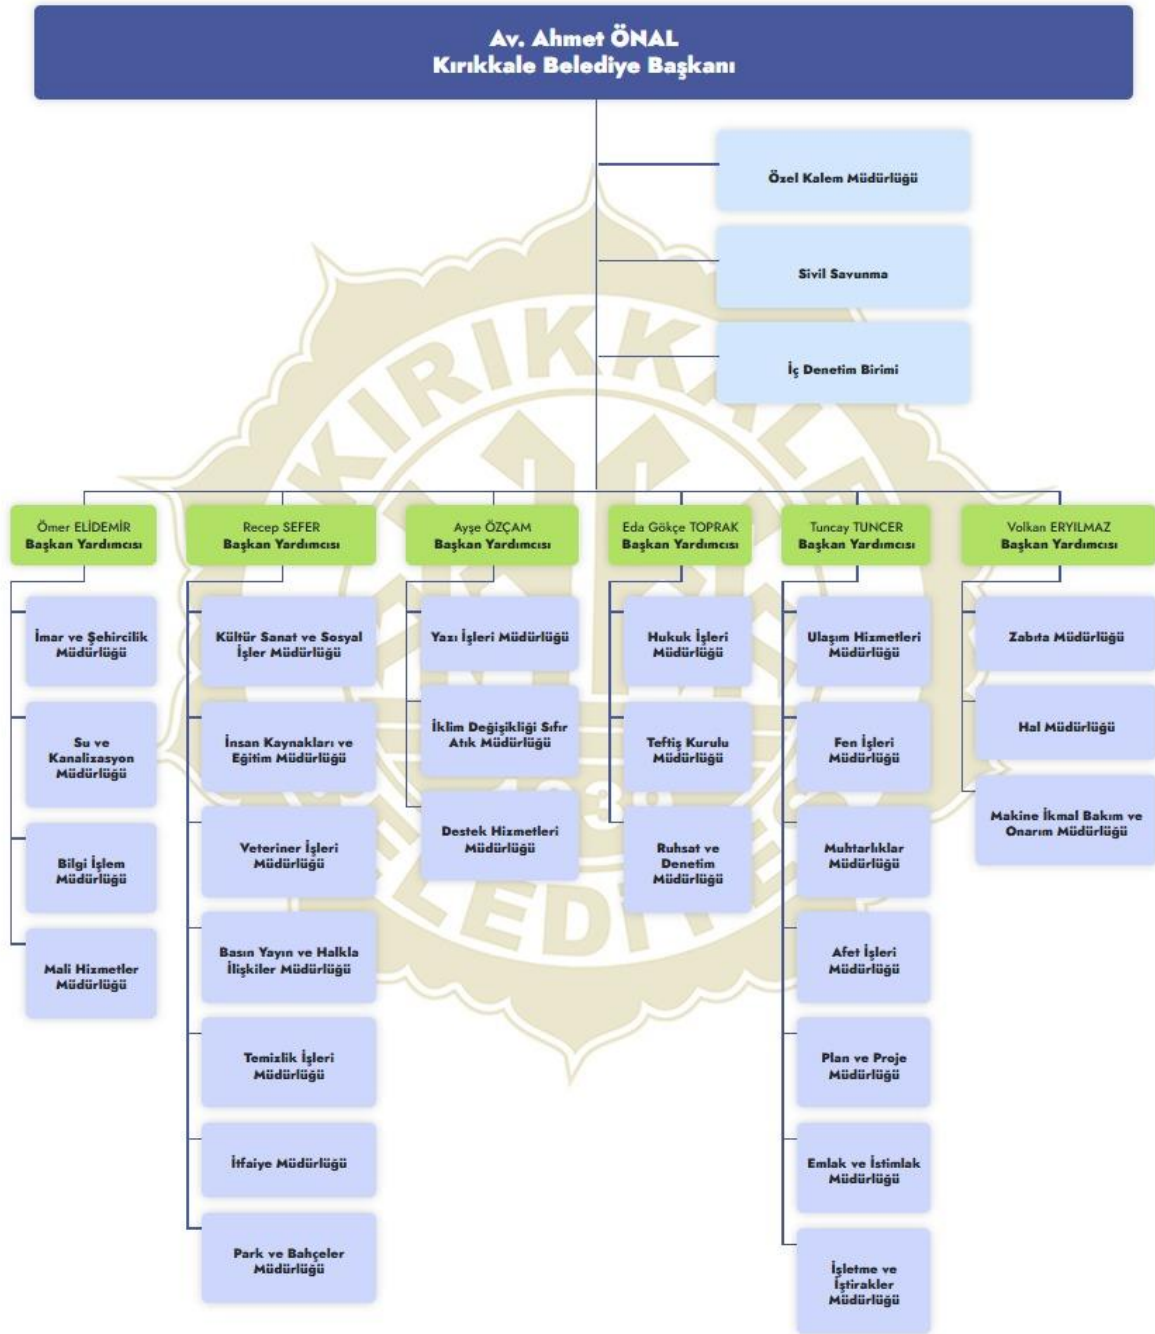 Av. Ahmet ÖNAL
Kırıkkale Belediye Başkanı
Özel Kalem Müdürlüğü
Sivil Savunma
İç Denetim Birimi
Ömer ELİDEMİR
Başkan Yardımcısı
İmar ve Şehircilik
Müdürlüğü
Su ve
Kanalizasyon
Müdürlüğü
Bilgi İşlem
Müdürlüğü
Mali Hizmetler
Müdürlüğü
Recep SEFER
Başkan Yardımcısı
Kültür Sanat ve Sosyal
İşler Müdürlüğü
İnsan Kaynakları ve
Eğitim Müdürlüğü
Veteriner İşleri
Müdürlüğü
Basın Yayın ve Halkla
İlişkiler Müdürlüğü
Temizlik İşleri
Müdürlüğü
İtfaiye Müdürlüğü
Park ve Bahçeler
Müdürlüğü
Ayşe ÖZÇAM
Başkan Yardımcısı
Yazı İşleri Müdürlüğü
İklim Değişikliği Sıfır
Atık Müdürlüğü
Destek Hizmetleri
Müdürlüğü
Eda Gökçe TOPRAK
Başkan Yardımcısı
Hukuk İşleri
Müdürlüğü
Teftiş Kurulu
Müdürlüğü
Ruhsat ve
Denetim
Müdürlüğü
Tuncay TUNCER
Başkan Yardımcısı
Ulaşım Hizmetleri
Müdürlüğü
Fen İşleri
Müdürlüğü
Muhtarlıklar
Müdürlüğü
Afet İşleri
Müdürlüğü
Plan ve Proje
Müdürlüğü
Emlak ve İstimlak
Müdürlüğü
İşletme ve
İştirakler
Müdürlüğü
Volkan ERYILMAZ
Başkan Yardımcısı
Zabıta Müdürlüğü
Hal Müdürlüğü
Makine İkmal Bakım ve
Onarım Müdürlüğü
KIRIKKALE
BELEDİYESİ